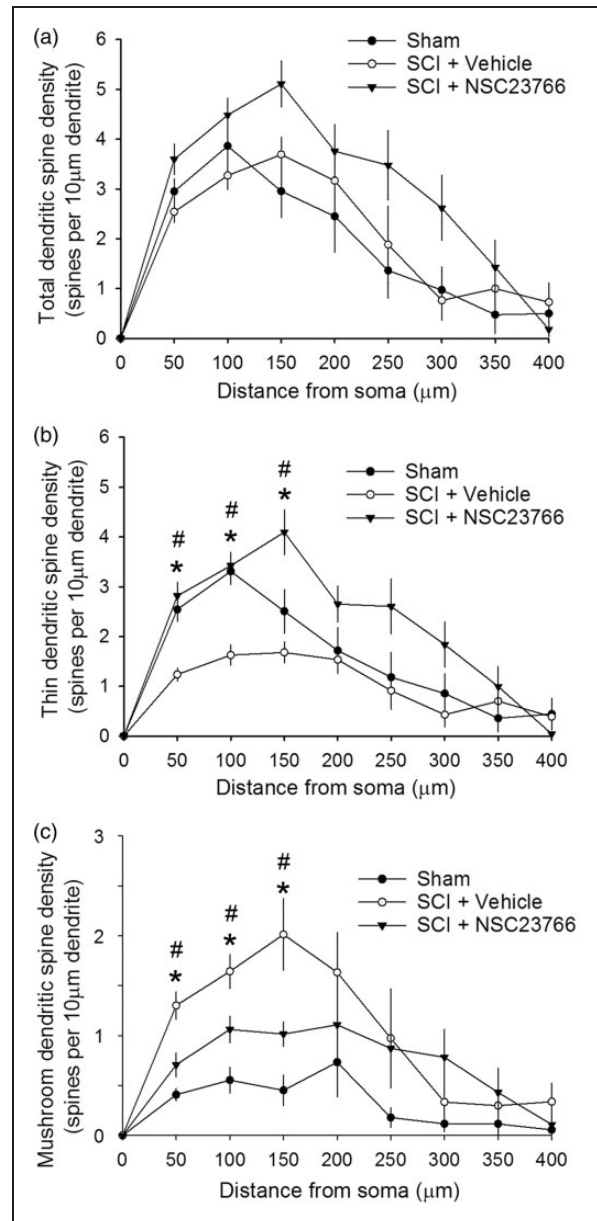 (a)
Sham
SCI + Vehicle
SCI + NSC23766
Total dendritic spine density
(spines per 10μm dendrite)
6
5
4
3
2
1
0
0 50 100 150 200 250 300 350 400
Distance from soma (μm)
(b)
Sham
SCI + Vehicle
SCI + NSC23766
# # #
* * *
Thin dendritic spine density
(spines per 10μm dendrite)
6
5
4
3
2
1
0
0 50 100 150 200 250 300 350 400
Distance from soma (μm)
(c)
Sham
SCI + Vehicle
SCI + NSC23766
# # #
* * *
Mushroom dendritic spine density
(spines per 10μm dendrite)
3
2
1
0
0 50 100 150 200 250 300 350 400
Distance from soma (μm)